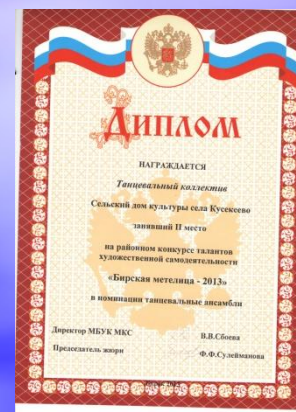 ДИПЛОМ
НАГРАЖДАЕТСЯ
Танцевальный коллектив
Сельский дом культуры села Кусекеево
занявший II место
на районном конкурсе талантов
художественной самодеятельности
«Бирская метелица - 2013»
в номинации танцевальные ансамбли
Директор МБУК МКС В.В.Сбоева
Председатель жюри Ф.Ф.Сулейманова